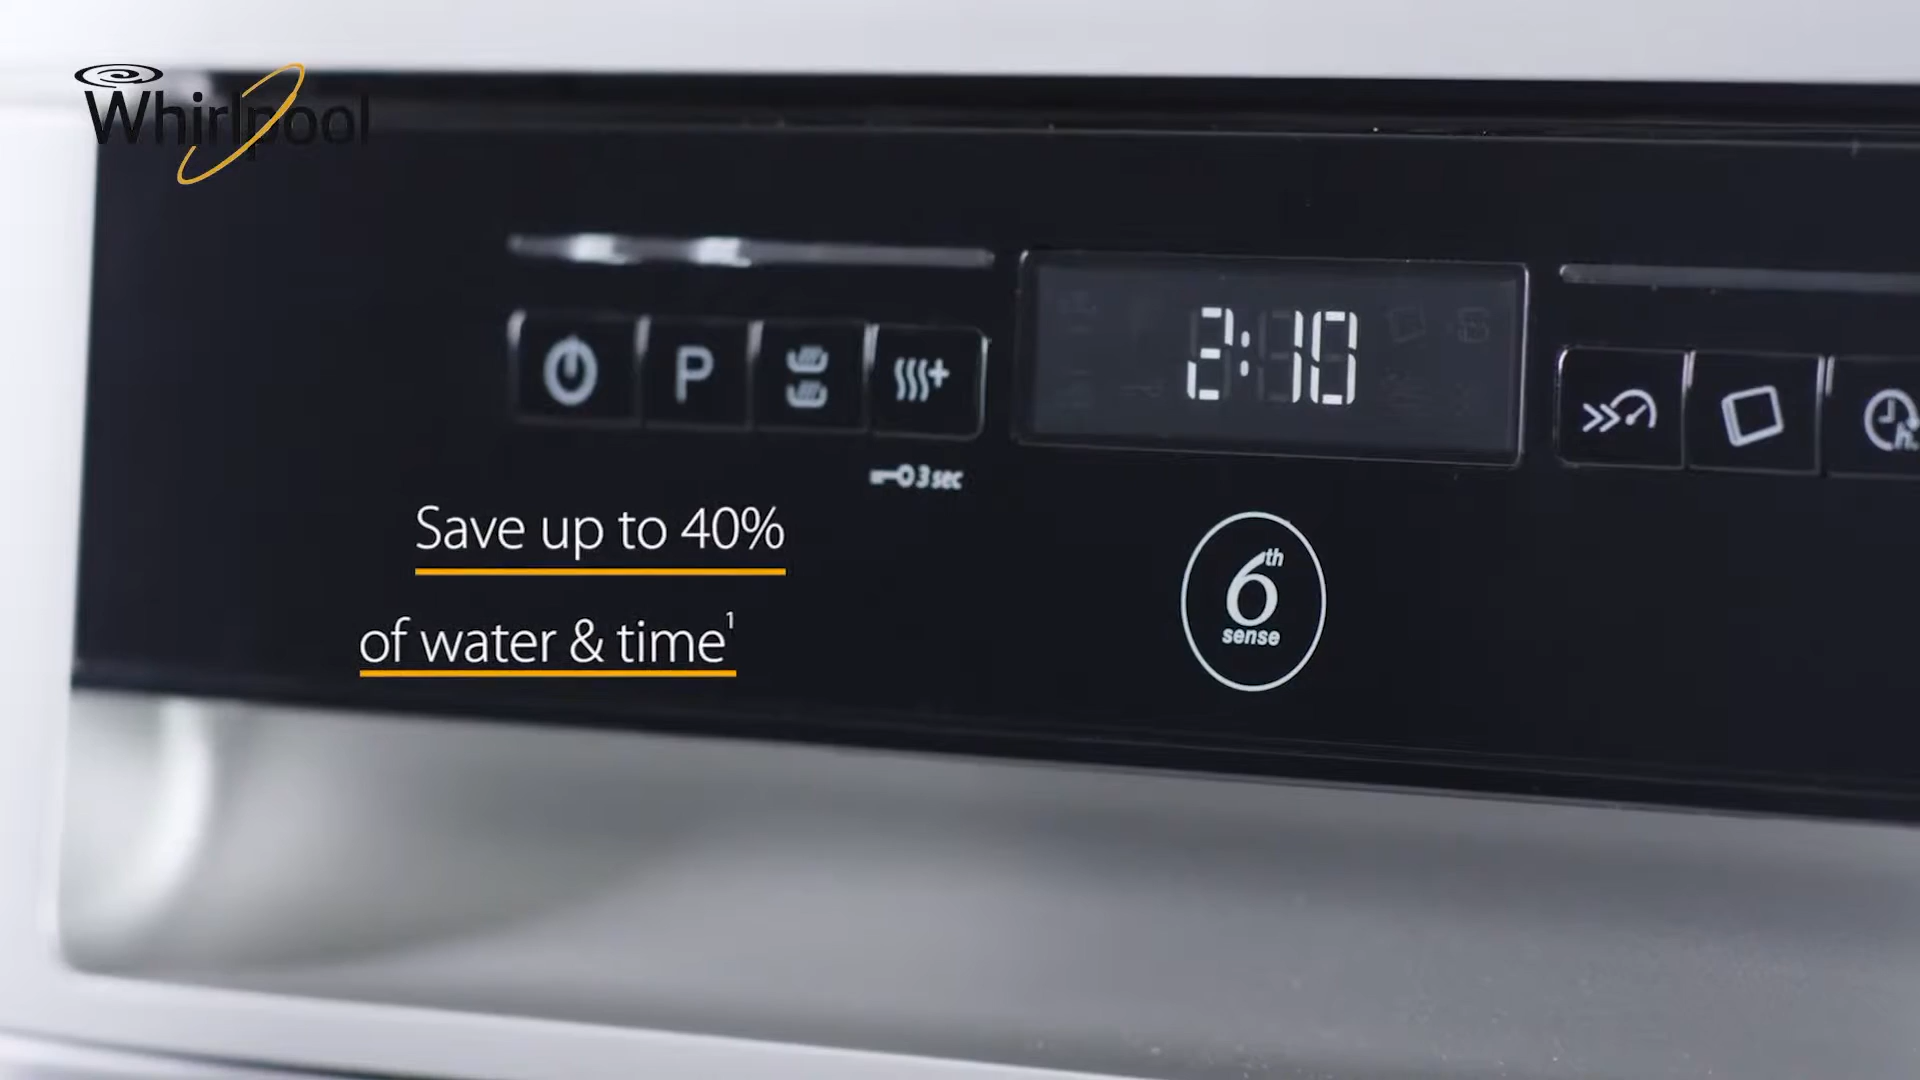 Whirlpool
2:10
P
3 sec
h.
Save up to 40%
of water & time¹
6th
sense